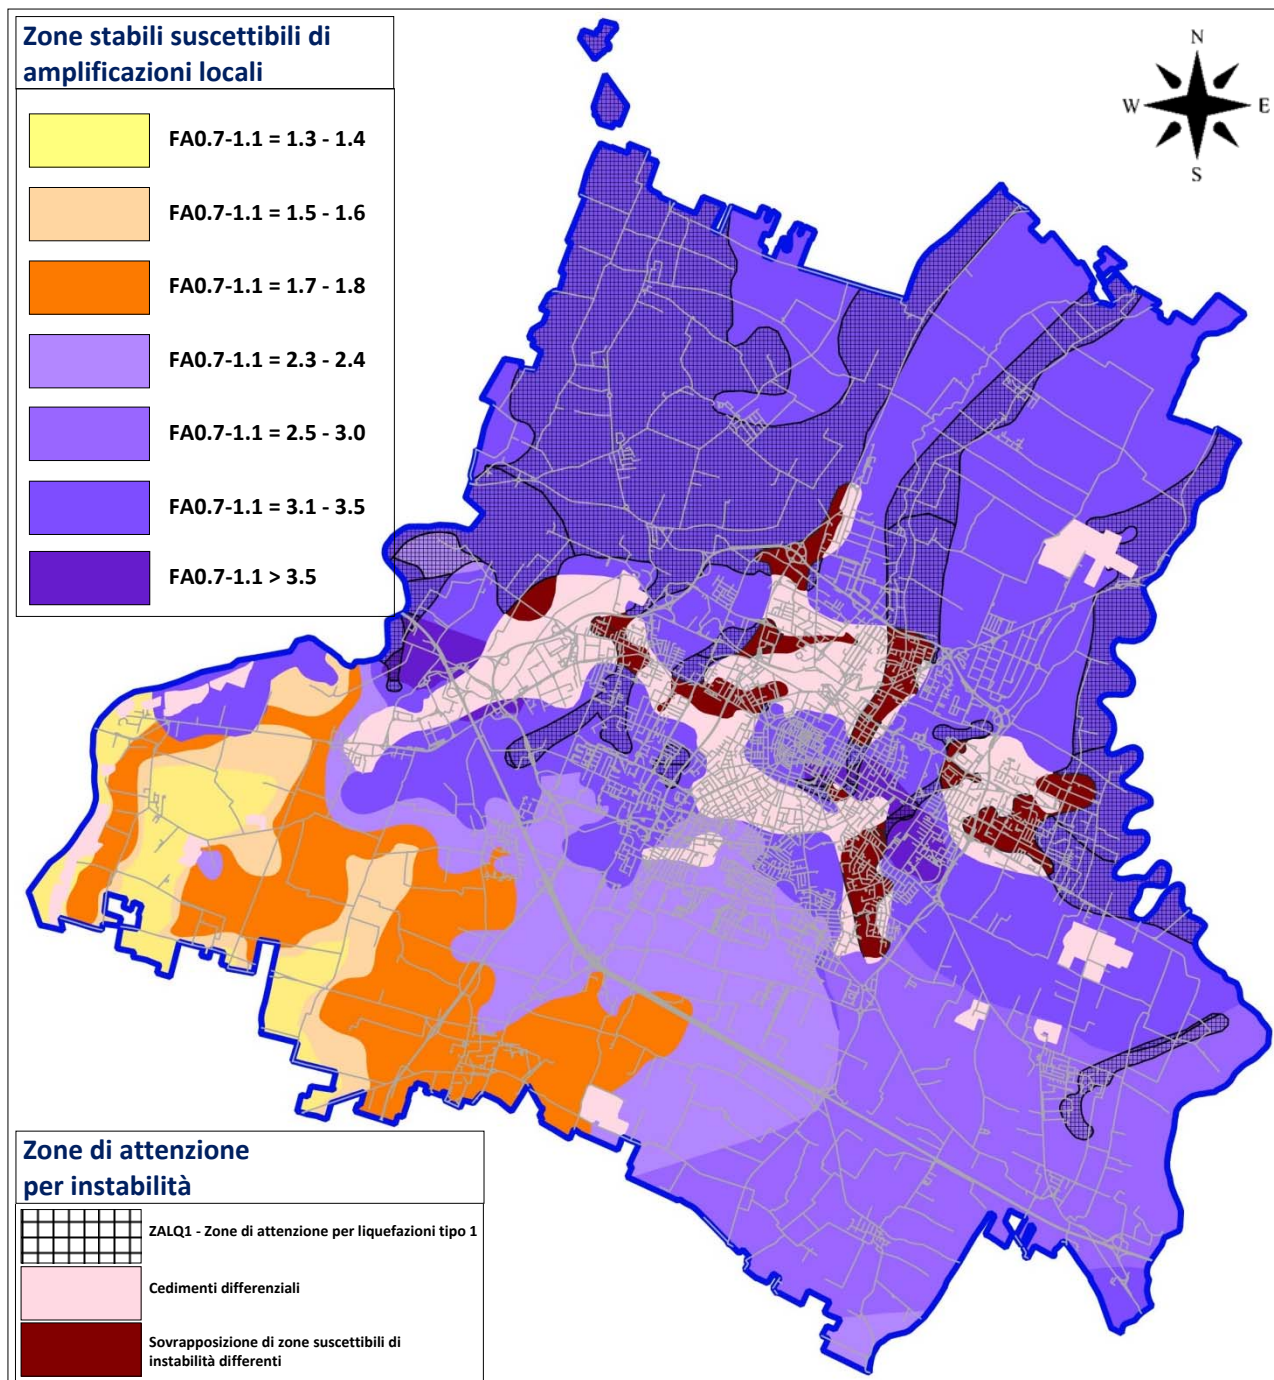 Zone stabili suscettibili di
amplificazioni locali
FA0.7-1.1 = 1.3 - 1.4
FA0.7-1.1 = 1.5 - 1.6
FA0.7-1.1 = 1.7 - 1.8
FA0.7-1.1 = 2.3 - 2.4
FA0.7-1.1 = 2.5 - 3.0
FA0.7-1.1 = 3.1 - 3.5
FA0.7-1.1 > 3.5
N
W E
S
Zone di attenzione
per instabilità
ZALQ1 - Zone di attenzione per liquefazioni tipo 1
Cedimenti differenziali
Sovrapposizione di zone suscettibili di
instabilità differenti